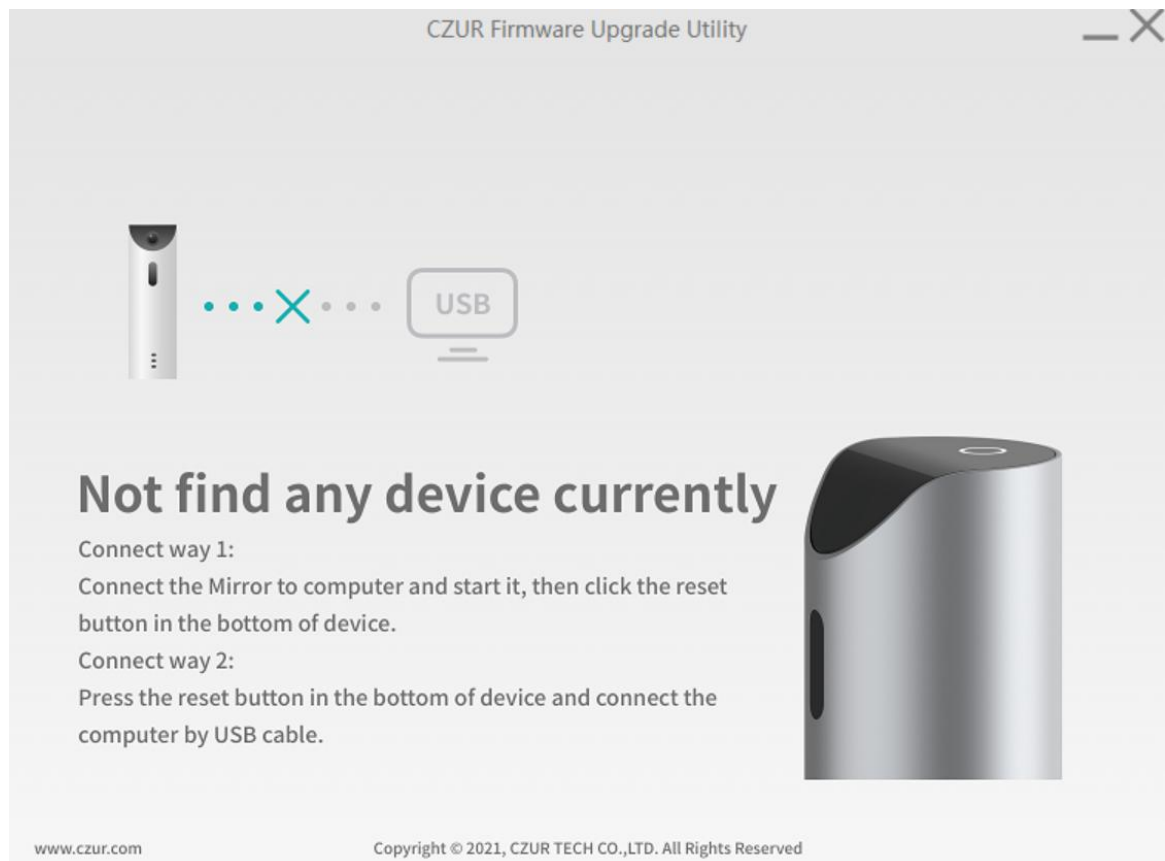 CZUR Firmware Upgrade Utility
USB
Not find any device currently
Connect way 1:
Connect the Mirror to computer and start it, then click the reset
button in the bottom of device.
Connect way 2:
Press the reset button in the bottom of device and connect the
computer by USB cable.
www.czur.com
Copyright © 2021, CZUR TECH CO.,LTD. All Rights Reserved